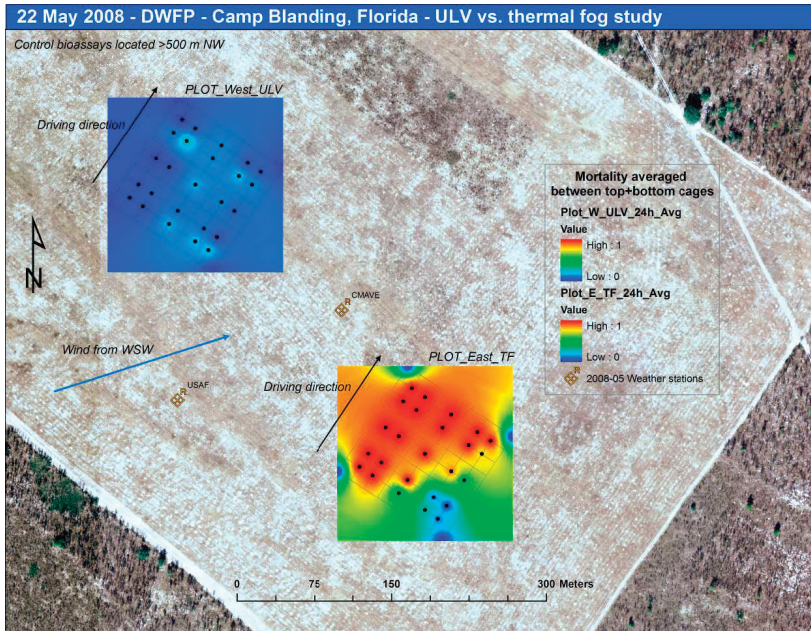 22 May 2008 - DWFP - Camp Blanding, Florida - ULV vs. thermal fog study
Control bioassays located >500 m NW
PLOT_West_ULV
Driving direction
Mortality averaged
between top+bottom cages
Plot_W_ULV_24h_Avg
Value
High : 1
Low : 0
Plot_E_TF_24h_Avg
Value
High : 1
Low : 0
R
2008-05 Weather stations
N
R
CMAVE
Wind from WSW
R
USAF
PLOT_East_TF
Driving direction
0 75 150 300 Meters